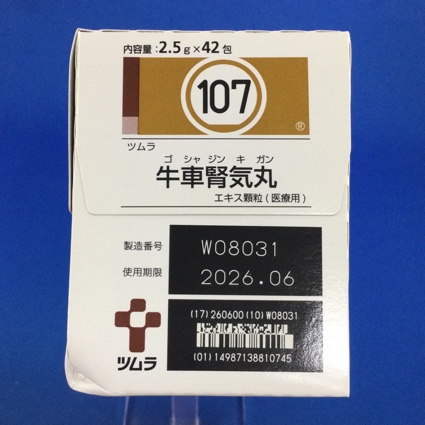 内容量:2.5g×42包
107
®
ツムラ
ゴシャジンキガン
牛車腎気丸
エキス顆粒(医療用)
製造番号 W08031
使用期限 2026.06
(17)260600(10)W08031
(01)14987138810745
ツムラ